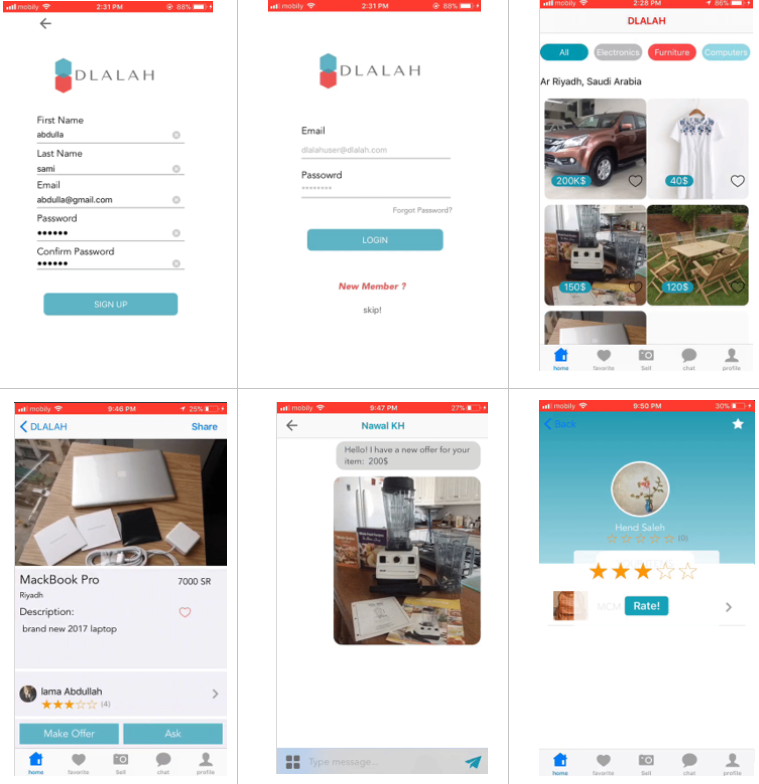 mobily 2:31 PM 88%
DLALAH
First Name
abdulla
Last Name
sami
Email
abdulla@gmail.com
Password
Confirm Password
SIGN UP
mobily 2:31 PM 88%
DLALAH
Email
dlalahuser@dlalah.com
Passowrd
Forgot Password?
LOGIN
New Member ?
skip!
mobily 2:28 PM 86%
DLALAH
All Electronics Furniture Computers
Ar Riyadh, Saudi Arabia
200K$ 40$
150$ 120$
home favorite Sell chat profile
mobily 9:46 PM 25%
DLALAH Share
MackBook Pro 7000 SR
Riyadh
Description:
brand new 2017 laptop
lama Abdullah
(4)
Make Offer Ask
home favorite Sell chat profile
mobily 9:47 PM 27%
Nawal KH
Hello! I have a new offer for your
item: 200$
Type message...
mobily 9:50 PM 30%
Back
Hend Saleh
(0)
MCM Rate!
home favorite Sell chat profile